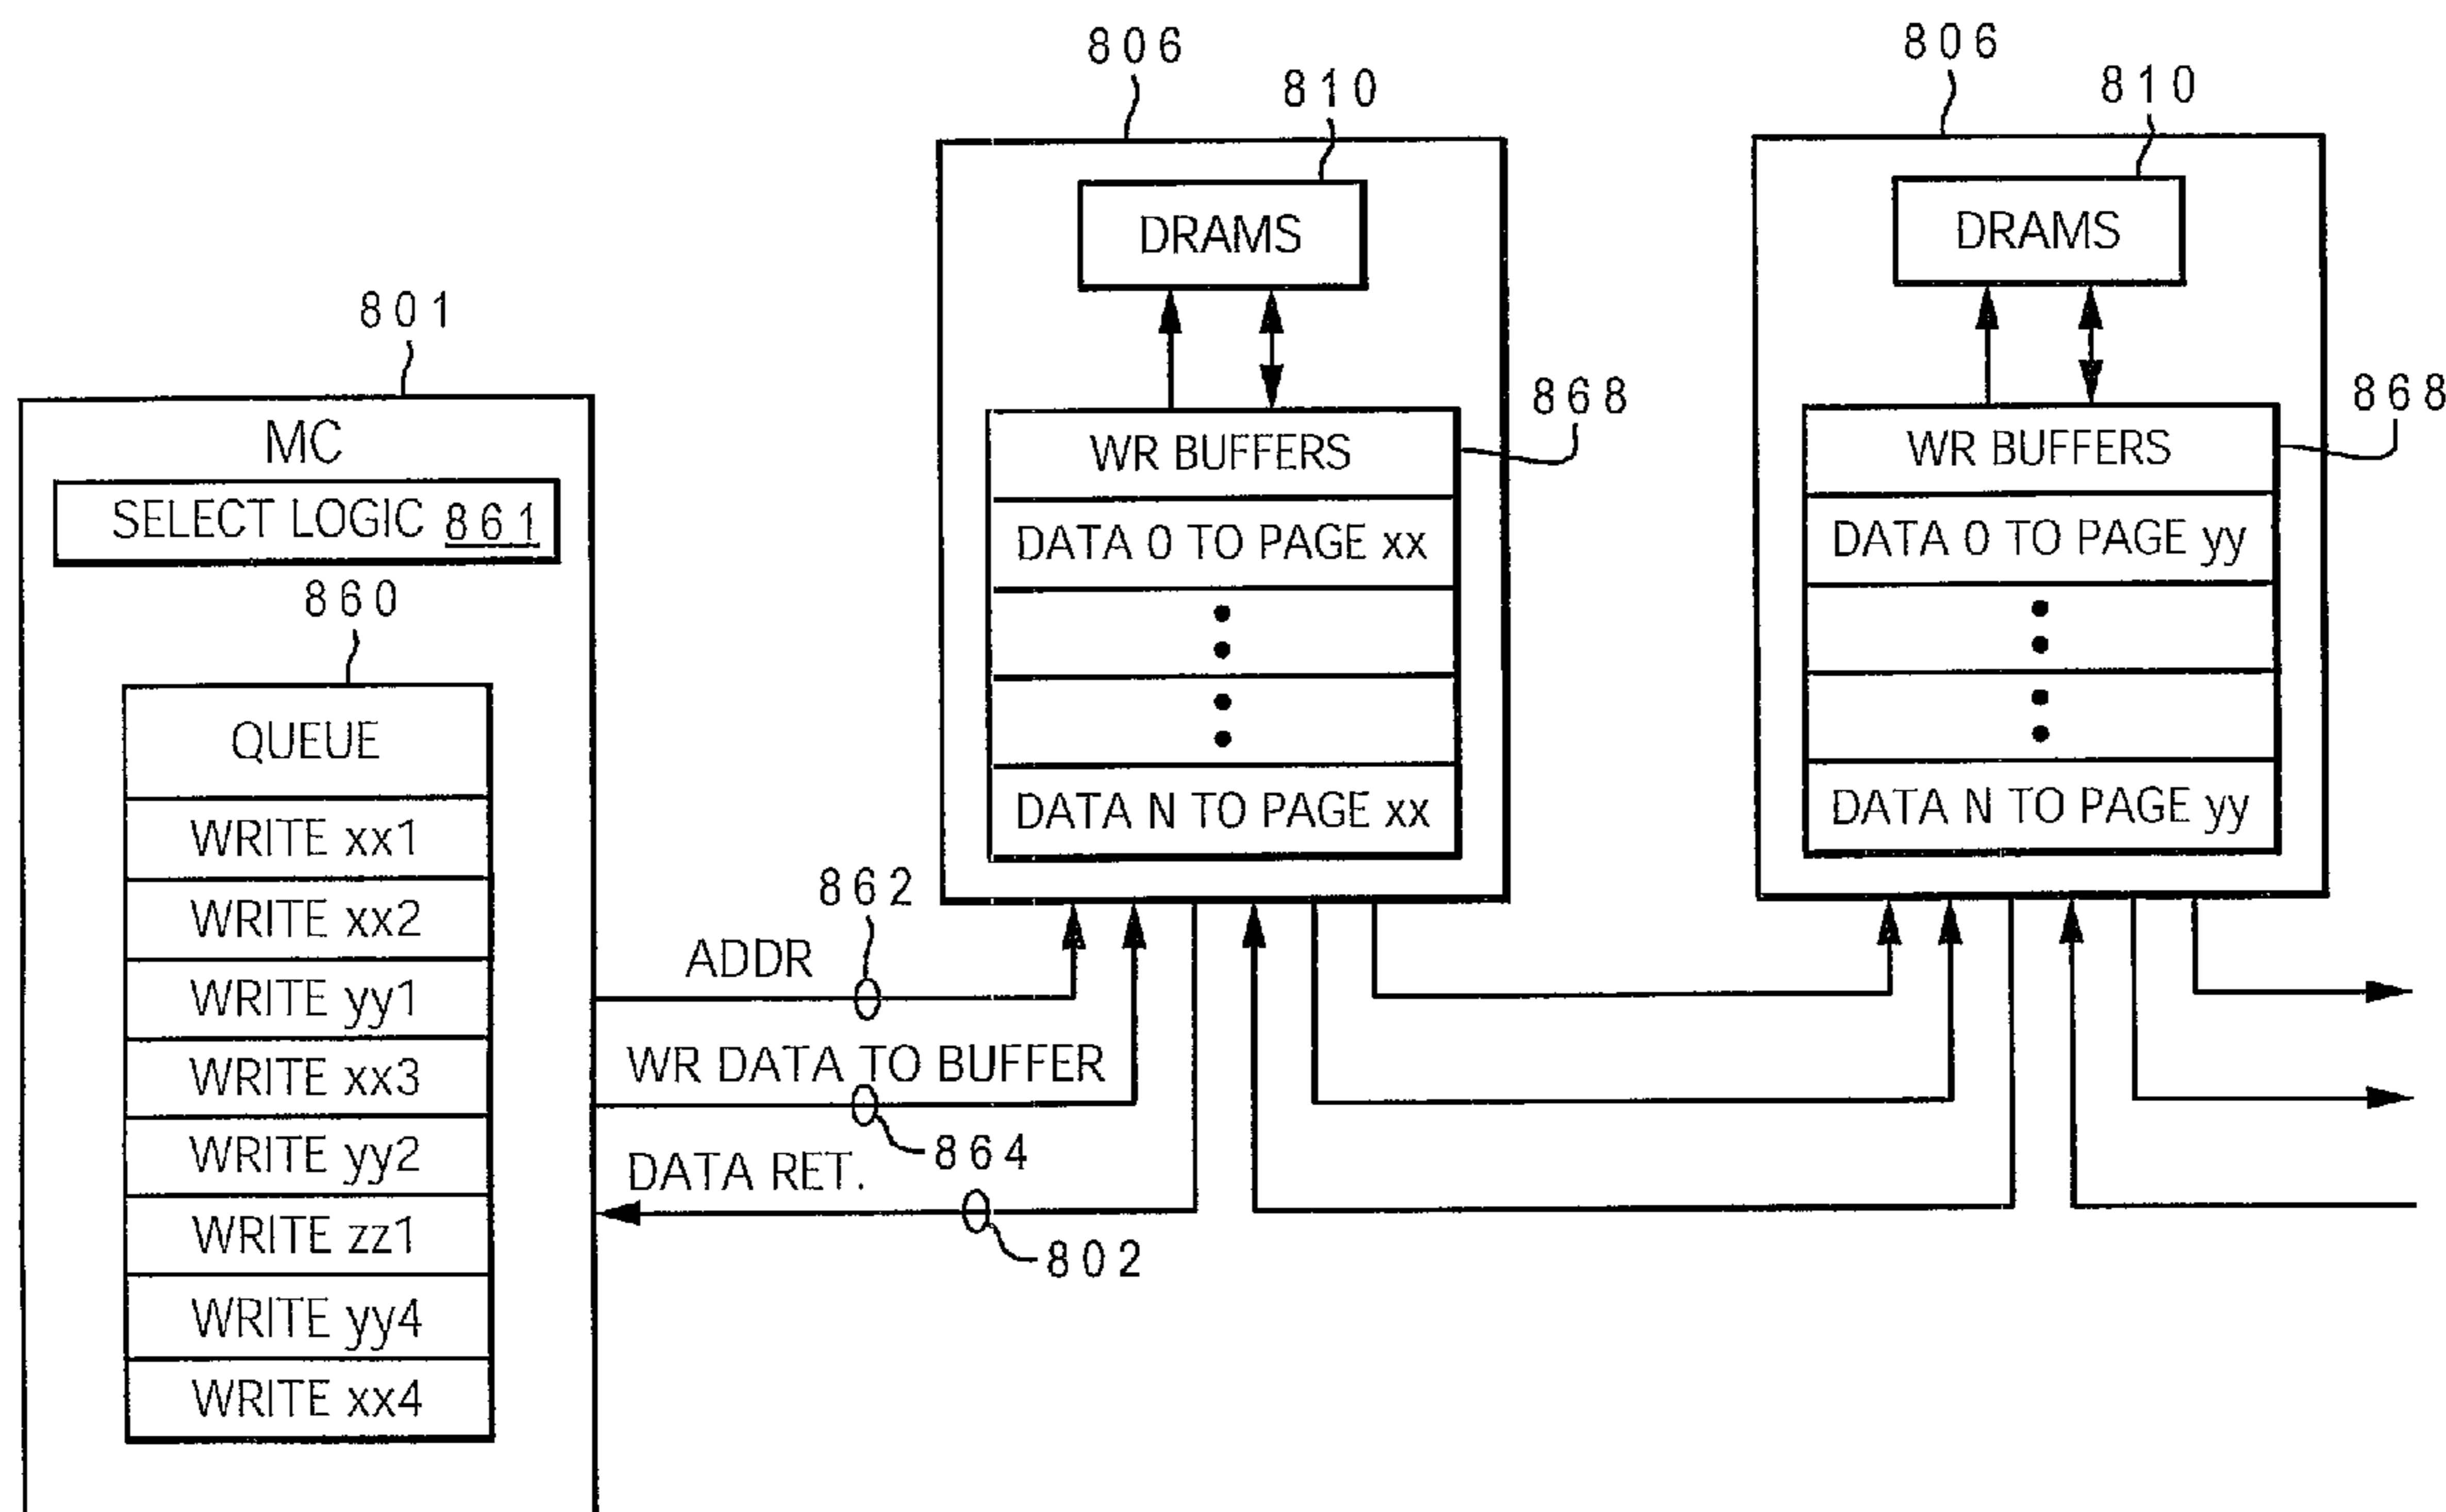 801
MC
SELECT LOGIC 861
860
QUEUE
WRITE xx1
WRITE xx2
WRITE yy1
WRITE xx3
WRITE yy2
WRITE zz1
WRITE yy4
WRITE xx4
ADDR
862
WR DATA TO BUFFER
864
DATA RET.
802
806
810
DRAMS
868
WR BUFFERS
DATA 0 TO PAGE xx
DATA N TO PAGE xx
806
810
DRAMS
868
WR BUFFERS
DATA 0 TO PAGE yy
DATA N TO PAGE yy